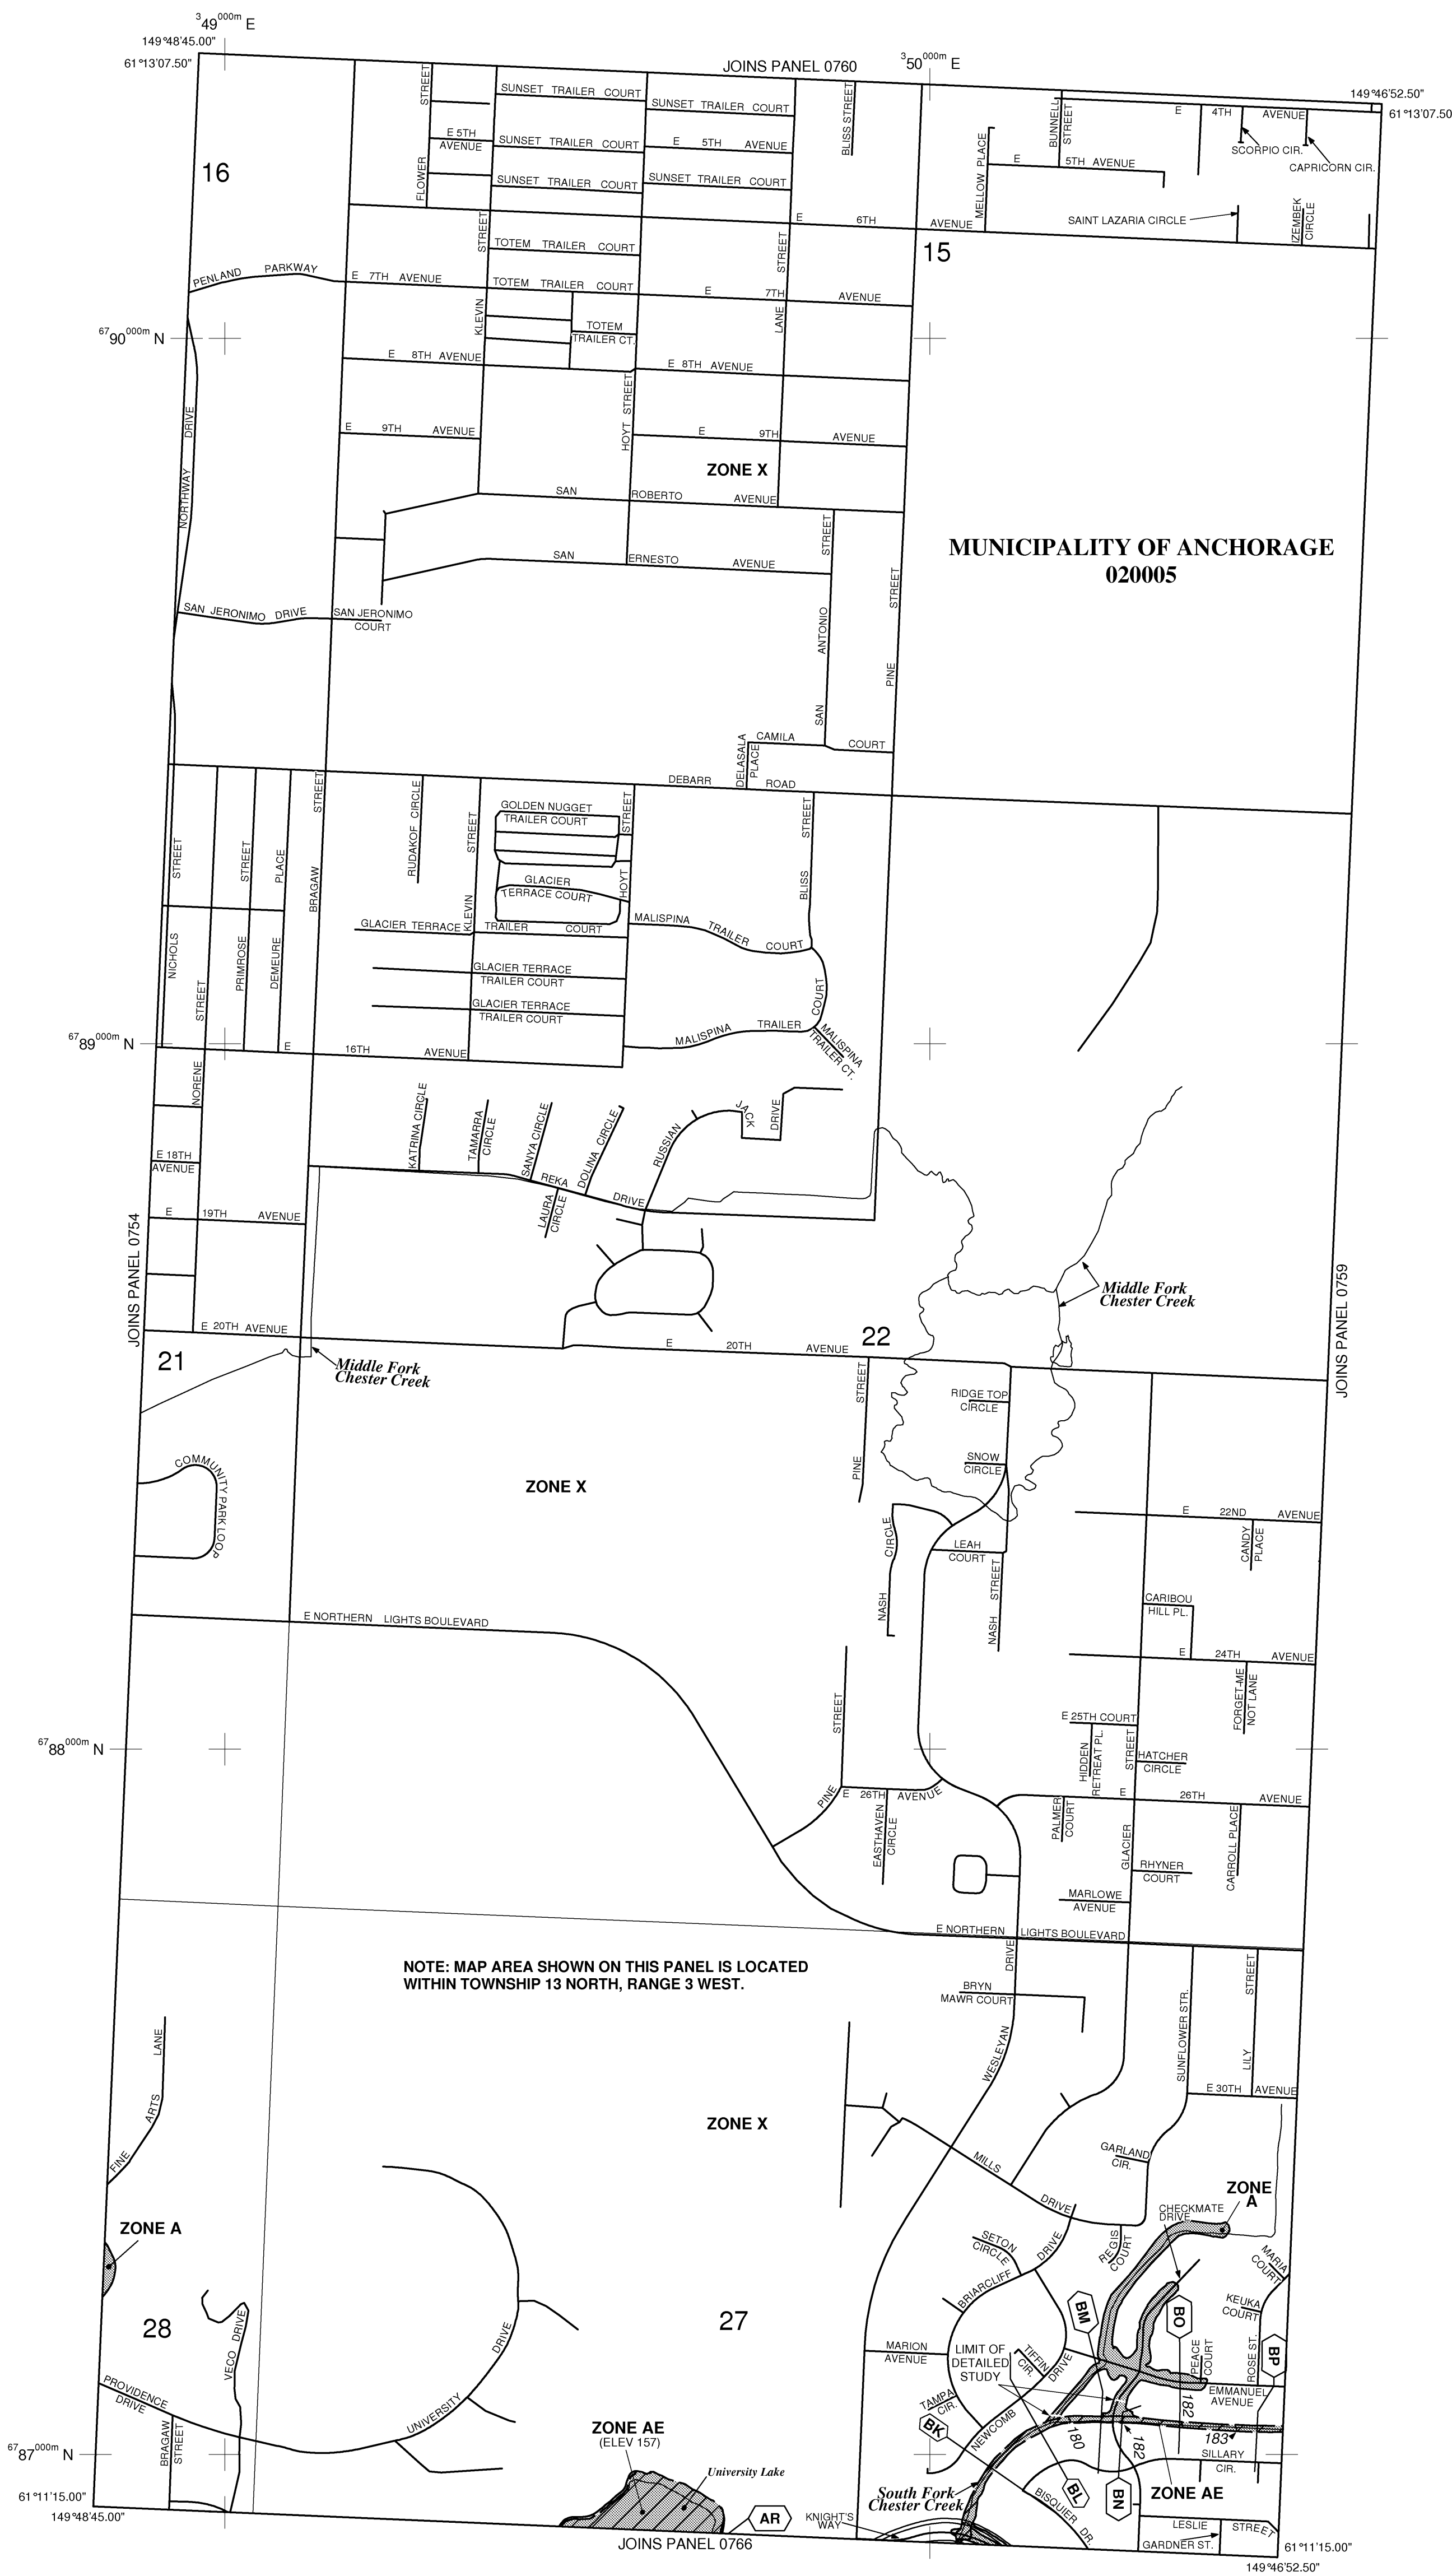 ³49⁰⁰⁰ᵐ E
149°48'45.00"
61°13'07.50"
JOINS PANEL 0760
³50⁰⁰⁰ᵐ E
149°46'52.50"
61°13'07.50
STREET
FLOWER
SUNSET TRAILER COURT
SUNSET TRAILER COURT
BLISS STREET
BUNNELL
STREET
E 4TH AVENUE
SCORPIO CIR.
CAPRICORN CIR.
E 5TH
AVENUE
SUNSET TRAILER COURT
E 5TH AVENUE
MELLOW PLACE
E 5TH AVENUE
16
SUNSET TRAILER COURT
SUNSET TRAILER COURT
E 6TH AVENUE
SAINT LAZARIA CIRCLE
IZEMBEK
CIRCLE
15
STREET
KLEVIN
TOTEM TRAILER COURT
STREET
LANE
PENLAND PARKWAY
E 7TH AVENUE
TOTEM TRAILER COURT
E 7TH AVENUE
TOTEM
TRAILER CT.
⁶⁷90⁰⁰⁰ᵐ N
E 8TH AVENUE
E 8TH AVENUE
NORTHWAY DRIVE
HOYT STREET
E 9TH AVENUE
E 9TH AVENUE
ZONE X
SAN ROBERTO AVENUE
MUNICIPALITY OF ANCHORAGE
020005
SAN ERNESTO AVENUE
SAN ANTONIO STREET
PINE STREET
SAN JERONIMO DRIVE
SAN JERONIMO
COURT
CAMILA COURT
DELASALA
PLACE
DEBARR ROAD
NICHOLS STREET
STREET
PRIMROSE STREET
DEMEURE PLACE
BRAGAW STREET
RUDAKOF CIRCLE
KLEVIN STREET
GOLDEN NUGGET
TRAILER COURT
HOYT STREET
BLISS STREET
GLACIER
TERRACE COURT
GLACIER TERRACE TRAILER COURT
MALISPINA TRAILER COURT
GLACIER TERRACE
TRAILER COURT
GLACIER TERRACE
TRAILER COURT
COURT
MALISPINA TRAILER
MALISPINA
TRAILER CT.
⁶⁷89⁰⁰⁰ᵐ N
E 16TH AVENUE
NORENE
KATRINA CIRCLE
TAMARRA
CIRCLE
SANYA CIRCLE
DOLINA CIRCLE
RUSSIAN
JACK
DRIVE
E 18TH
AVENUE
REKA DRIVE
LAURA
CIRCLE
E 19TH AVENUE
JOINS PANEL 0754
JOINS PANEL 0759
Middle Fork
Chester Creek
E 20TH AVENUE
E 20TH AVENUE
22
21
Middle Fork
Chester Creek
PINE STREET
RIDGE TOP
CIRCLE
SNOW
CIRCLE
COMMUNITY PARK LOOP
ZONE X
E 22ND AVENUE
CANDY
PLACE
NASH CIRCLE
LEAH
COURT
NASH STREET
CARIBOU
HILL PL.
E NORTHERN LIGHTS BOULEVARD
E 24TH AVENUE
FORGET-ME
NOT LANE
PINE STREET
E 25TH COURT
HIDDEN
RETREAT PL.
GLACIER STREET
HATCHER
CIRCLE
⁶⁷88⁰⁰⁰ᵐ N
E 26TH AVENUE
E 26TH AVENUE
EASTHAVEN
CIRCLE
PALMER
COURT
CARROLL PLACE
RHYNER
COURT
MARLOWE
AVENUE
E NORTHERN LIGHTS BOULEVARD
NOTE: MAP AREA SHOWN ON THIS PANEL IS LOCATED
WITHIN TOWNSHIP 13 NORTH, RANGE 3 WEST.
BRYN
MAWR COURT
WESLEYAN DRIVE
SUNFLOWER STR.
LILY STREET
FINE ARTS LANE
E 30TH AVENUE
ZONE X
MILLS DRIVE
GARLAND
CIR.
ZONE
A
CHECKMATE
DRIVE
ZONE A
SETON
CIRCLE
REGIS
COURT
MARIA
COURT
BRIARCLIFF DRIVE
KEUKA
COURT
BM
BO
BP
28
27
VECO DRIVE
UNIVERSITY DRIVE
MARION
AVENUE
LIMIT OF
DETAILED
STUDY
TIFFIN
CIR.
PEACE
COURT
ROSE ST.
EMMANUEL
AVENUE
PROVIDENCE
DRIVE
TAMPA
CIR.
NEWCOMB DRIVE
BK
180
182
182
183
BRAGAW
STREET
ZONE AE
(ELEV 157)
SILLARY
CIR.
⁶⁷87⁰⁰⁰ᵐ N
University Lake
South Fork
Chester Creek
BL
BN
ZONE AE
BISQUIER DR.
AR
KNIGHT'S
WAY
LESLIE STREET
GARDNER ST.
61°11'15.00"
149°48'45.00"
JOINS PANEL 0766
61°11'15.00"
149°46'52.50"